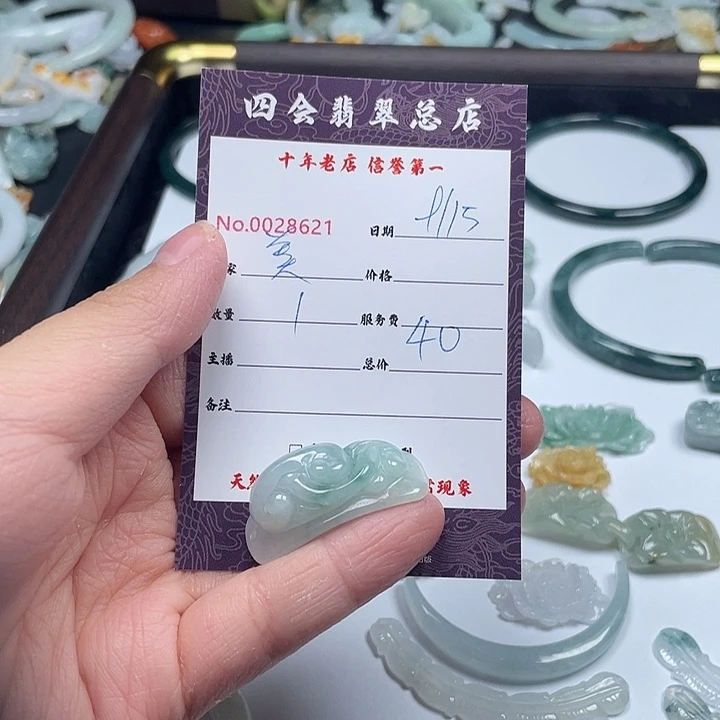 四会翡翠总店
十年老店 信誉第一
No.0028621 日期 1/15
家 价格
数量 1 服务费 40
主播 总价
备注
天然 现象